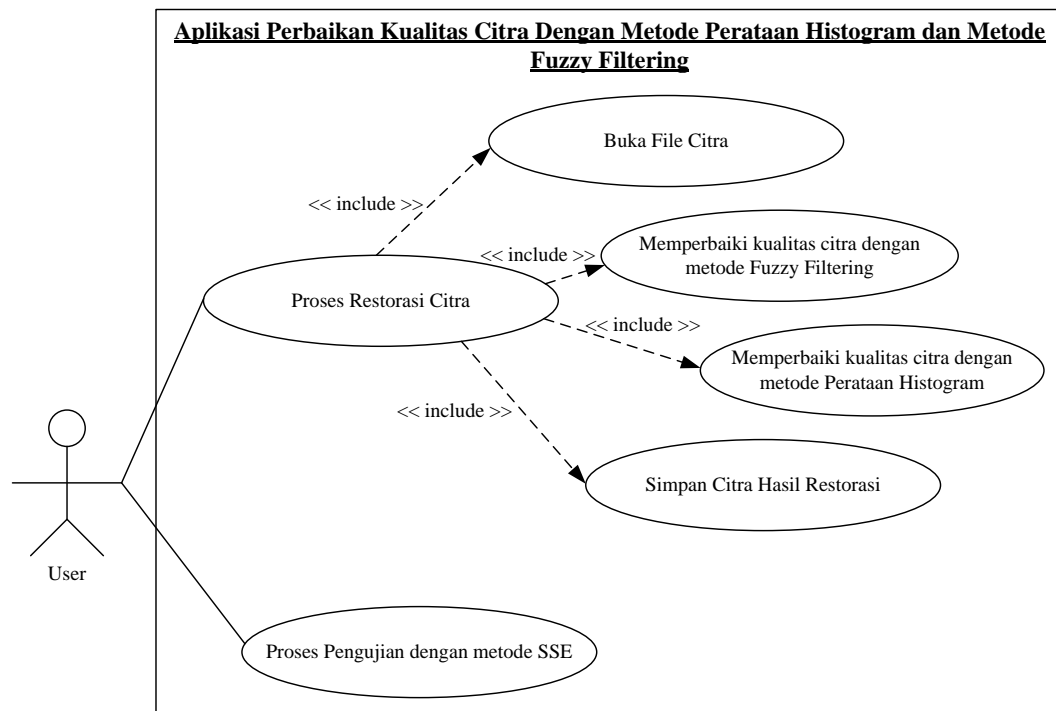 Aplikasi Perbaikan Kualitas Citra Dengan Metode Perataan Histogram dan Metode
Fuzzy Filtering
Buka File Citra
<< include >>
<< include >>
Memperbaiki kualitas citra dengan
metode Fuzzy Filtering
Proses Restorasi Citra
<< include >>
Memperbaiki kualitas citra dengan
metode Perataan Histogram
<< include >>
Simpan Citra Hasil Restorasi
User
Proses Pengujian dengan metode SSE